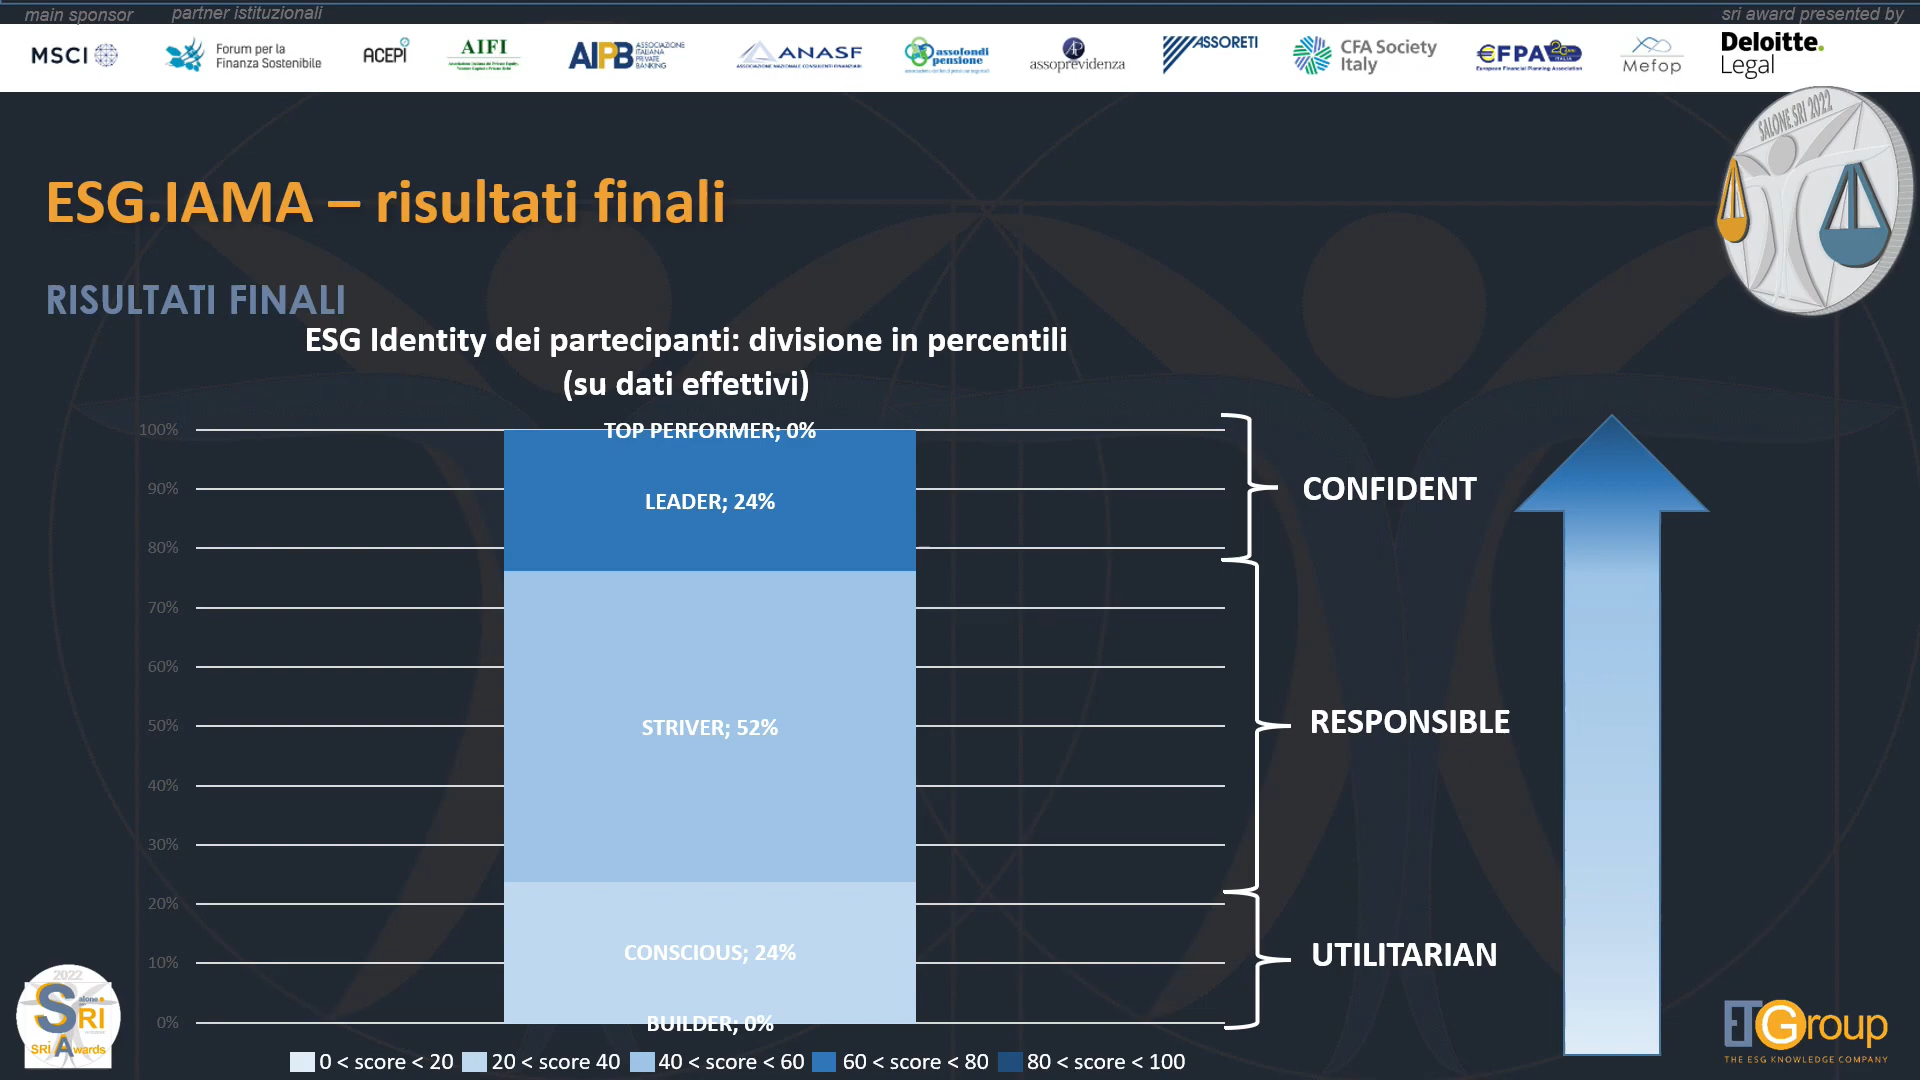 main sponsor
partner istituzionali
sri award presented by
MSCI
Forum per la
Finanza Sostenibile
ACEPI
AIFI
AIPB
ASSOCIAZIONE
ITALIANA
PRIVATE
BANKING
ANASF
ASSOCIAZIONE NAZIONALE CONSULENTI FINANZIARI
assofondi
pensione
assoprevidenza
ASSORETI
CFA Society
Italy
EFPA
ITALIA
European Financial Planning Association
Mefop
Deloitte.
Legal
SALONE.SRI 2022
ESG.IAMA – risultati finali
RISULTATI FINALI
ESG Identity dei partecipanti: divisione in percentili
(su dati effettivi)
100%
90%
80%
70%
60%
50%
40%
30%
20%
10%
0%
TOP PERFORMER; 0%
LEADER; 24%
STRIVER; 52%
CONSCIOUS; 24%
BUILDER; 0%
CONFIDENT
RESPONSIBLE
UTILITARIAN
0 < score < 20
20 < score 40
40 < score < 60
60 < score < 80
80 < score < 100
2022
Salone.
SRI
SRI Awards
ETGroup
THE ESG KNOWLEDGE COMPANY